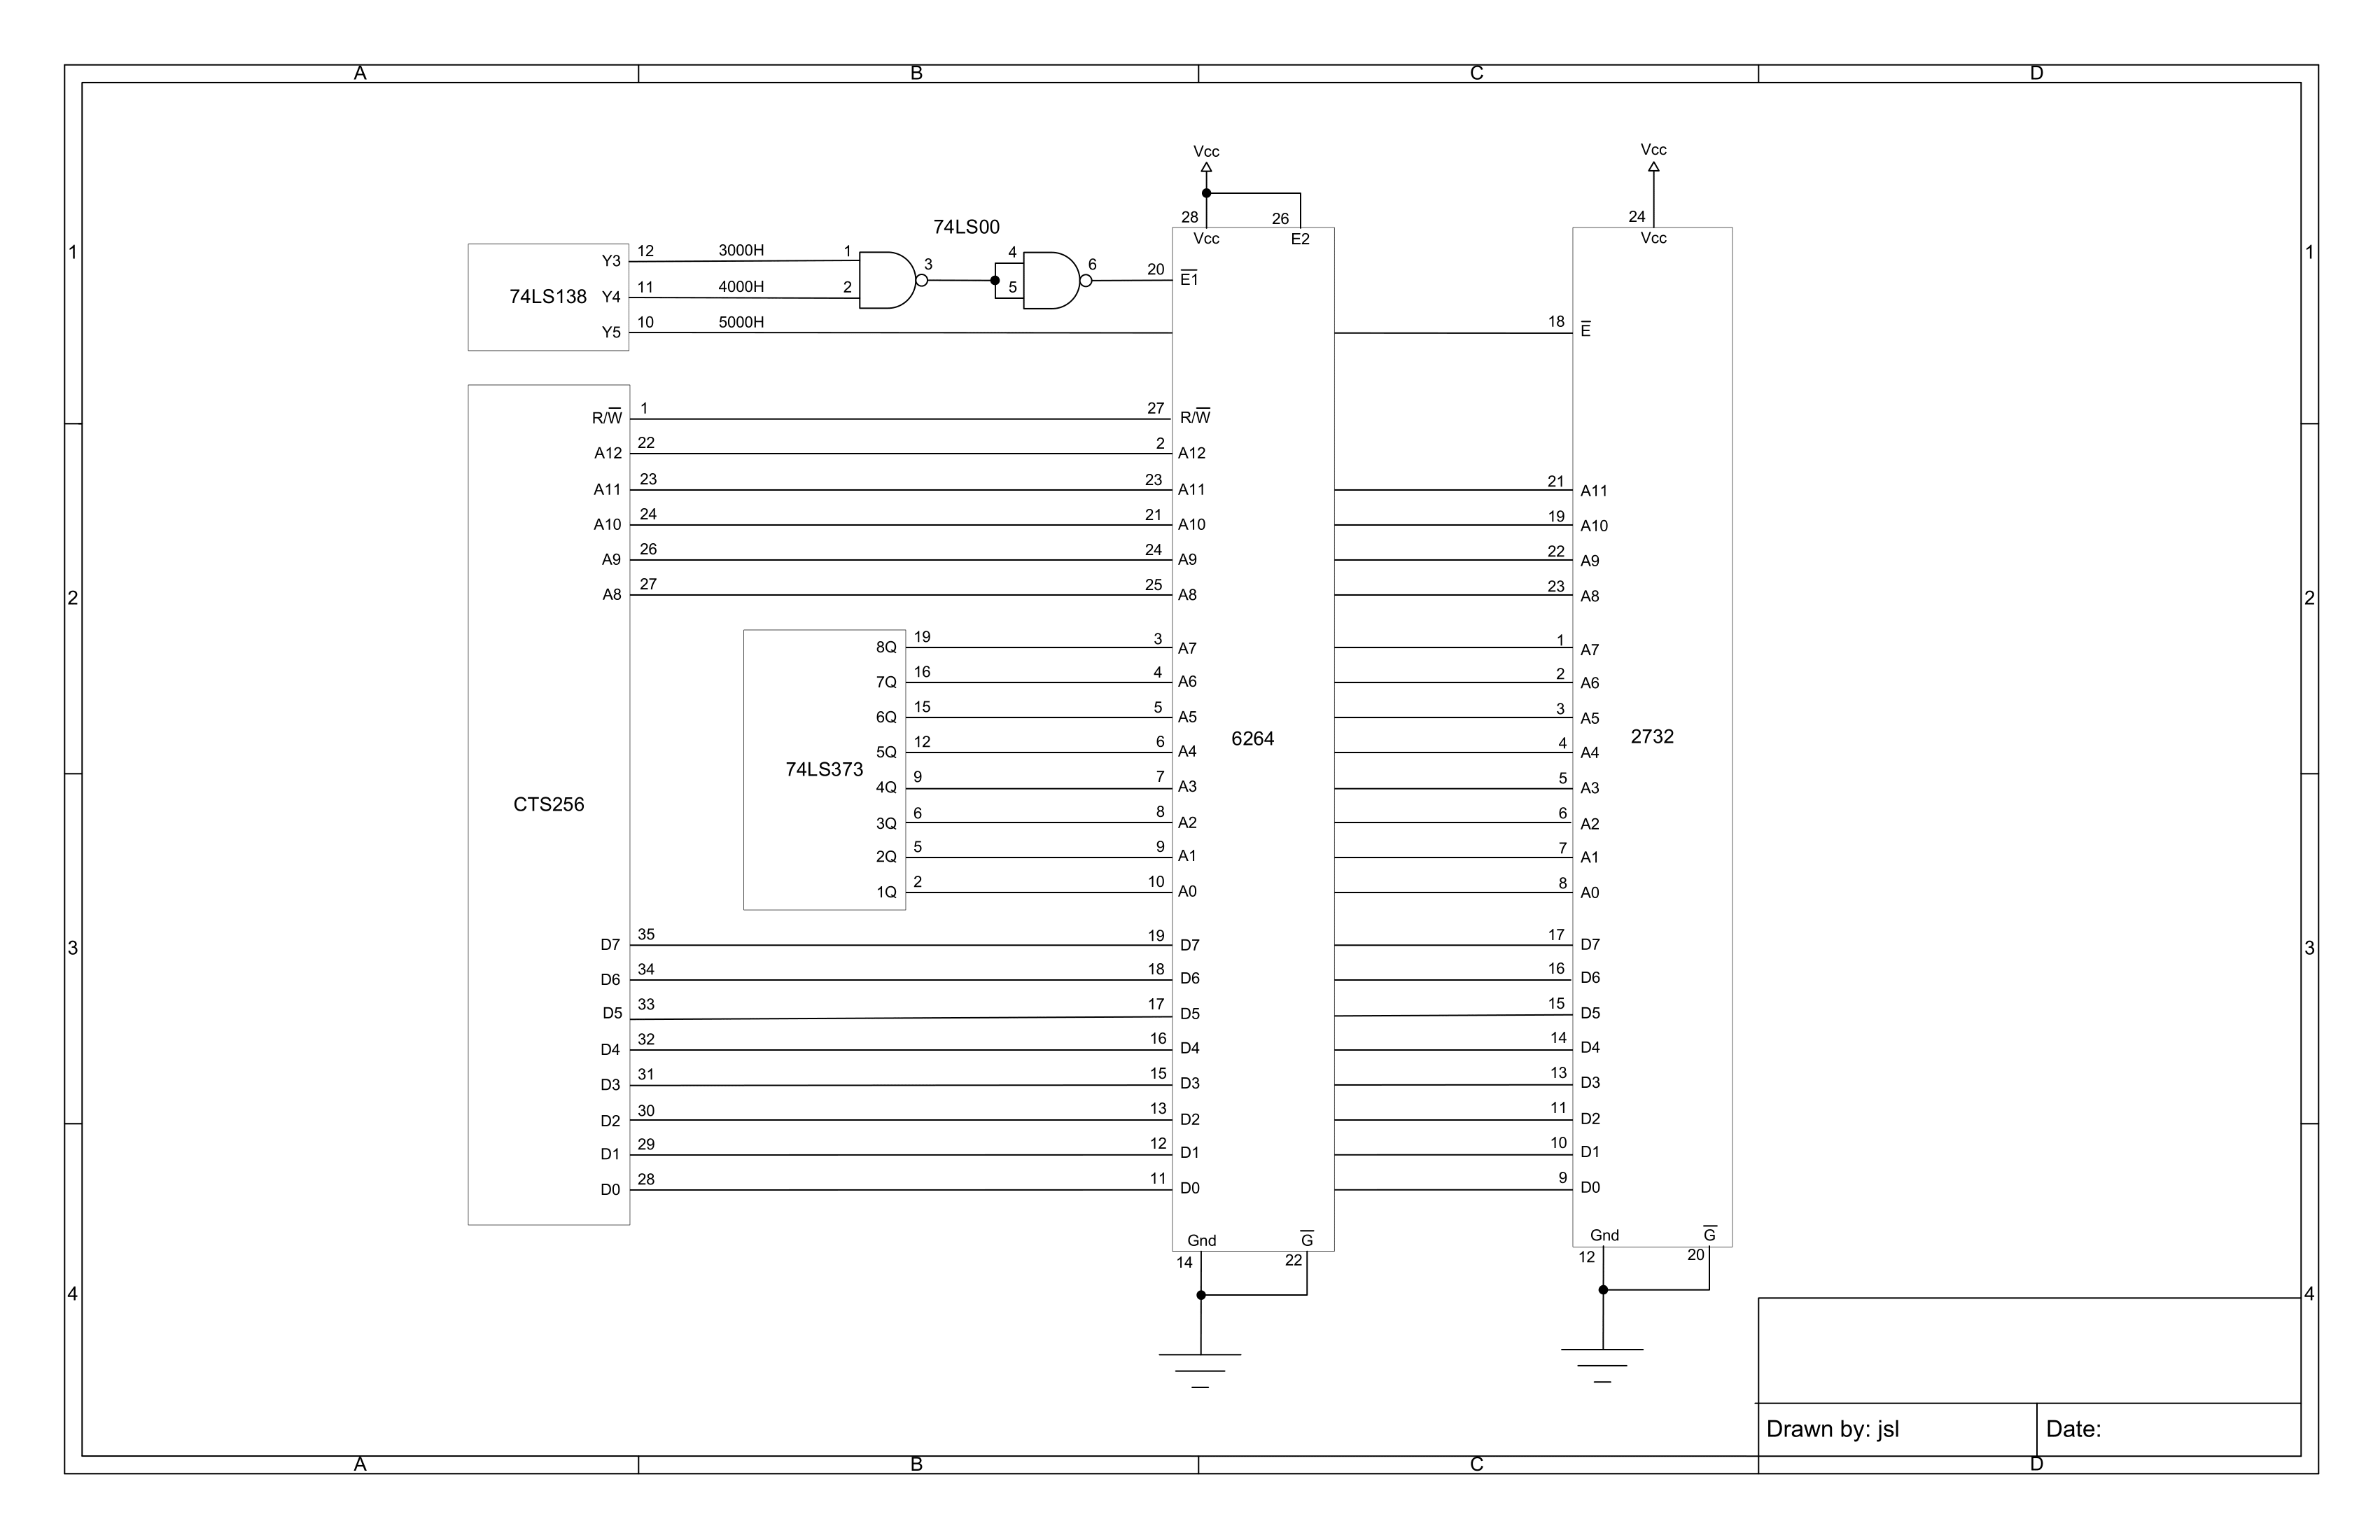 A B C D
Vcc Vcc
28 26 24
74LS00
Vcc E2 Vcc
1 1
Y3 12 3000H 1 3 4 6 20 E1
74LS138 Y4 11 4000H 2 5
Y5 10 5000H 18 E
R/W 1 27 R/W
A12 22 2 A12
A11 23 23 A11 21 A11
A10 24 21 A10 19 A10
A9 26 24 A9 22 A9
2 A8 27 25 A8 23 A8 2
8Q 19 3 A7 1 A7
7Q 16 4 A6 2 A6
6Q 15 5 A5 3 A5
6264 2732
5Q 12 6 A4 4 A4
74LS373
4Q 9 7 A3 5 A3
CTS256
3Q 6 8 A2 6 A2
2Q 5 9 A1 7 A1
1Q 2 10 A0 8 A0
3 D7 35 19 D7 17 D7 3
D6 34 18 D6 16 D6
D5 33 17 D5 15 D5
D4 32 16 D4 14 D4
D3 31 15 D3 13 D3
D2 30 13 D2 11 D2
D1 29 12 D1 10 D1
D0 28 11 D0 9 D0
Gnd G Gnd G
14 22 12 20
4 4
Drawn by: jsl Date:
A B C D